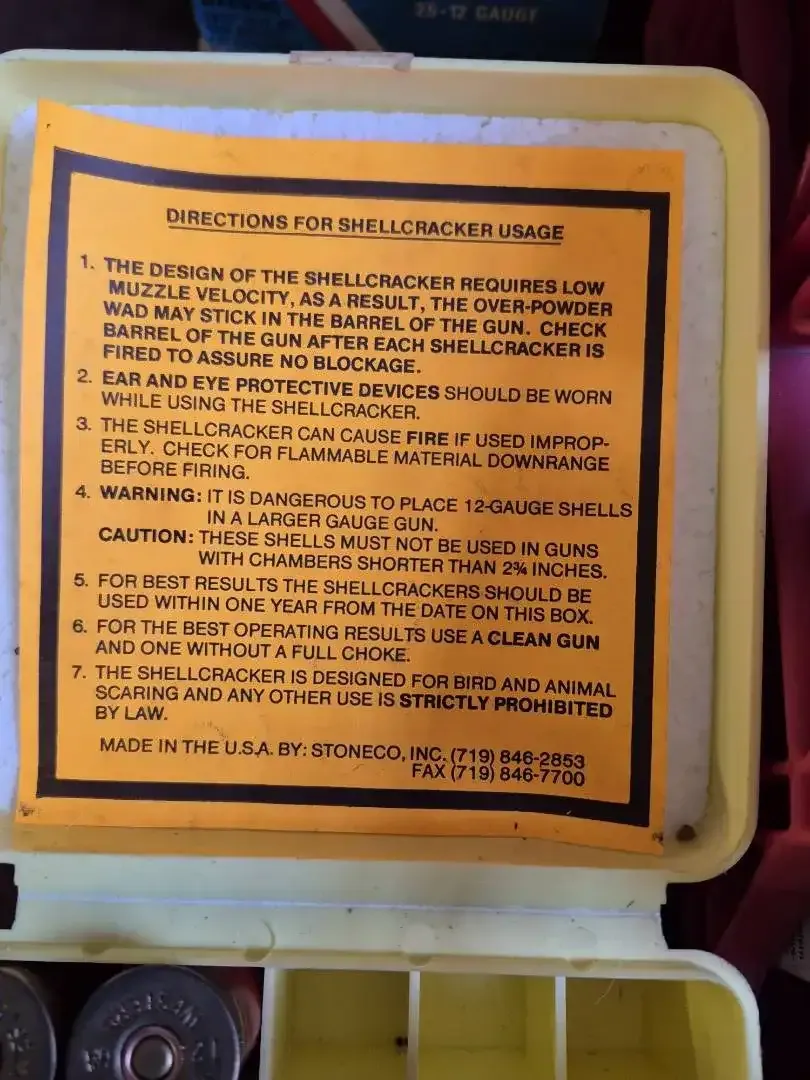 25-12 GAUGE
DIRECTIONS FOR SHELLCRACKER USAGE
1. THE DESIGN OF THE SHELLCRACKER REQUIRES LOW
MUZZLE VELOCITY, AS A RESULT, THE OVER-POWDER
WAD MAY STICK IN THE BARREL OF THE GUN. CHECK
BARREL OF THE GUN AFTER EACH SHELLCRACKER IS
FIRED TO ASSURE NO BLOCKAGE.
2. EAR AND EYE PROTECTIVE DEVICES SHOULD BE WORN
WHILE USING THE SHELLCRACKER.
3. THE SHELLCRACKER CAN CAUSE FIRE IF USED IMPROP-
ERLY. CHECK FOR FLAMMABLE MATERIAL DOWNRANGE
BEFORE FIRING.
4. WARNING: IT IS DANGEROUS TO PLACE 12-GAUGE SHELLS
IN A LARGER GAUGE GUN.
CAUTION: THESE SHELLS MUST NOT BE USED IN GUNS
WITH CHAMBERS SHORTER THAN 2¾ INCHES.
5. FOR BEST RESULTS THE SHELLCRACKERS SHOULD BE
USED WITHIN ONE YEAR FROM THE DATE ON THIS BOX.
6. FOR THE BEST OPERATING RESULTS USE A CLEAN GUN
AND ONE WITHOUT A FULL CHOKE.
7. THE SHELLCRACKER IS DESIGNED FOR BIRD AND ANIMAL
SCARING AND ANY OTHER USE IS STRICTLY PROHIBITED
BY LAW.
MADE IN THE U.S.A. BY: STONECO, INC. (719) 846-2853
FAX (719) 846-7700